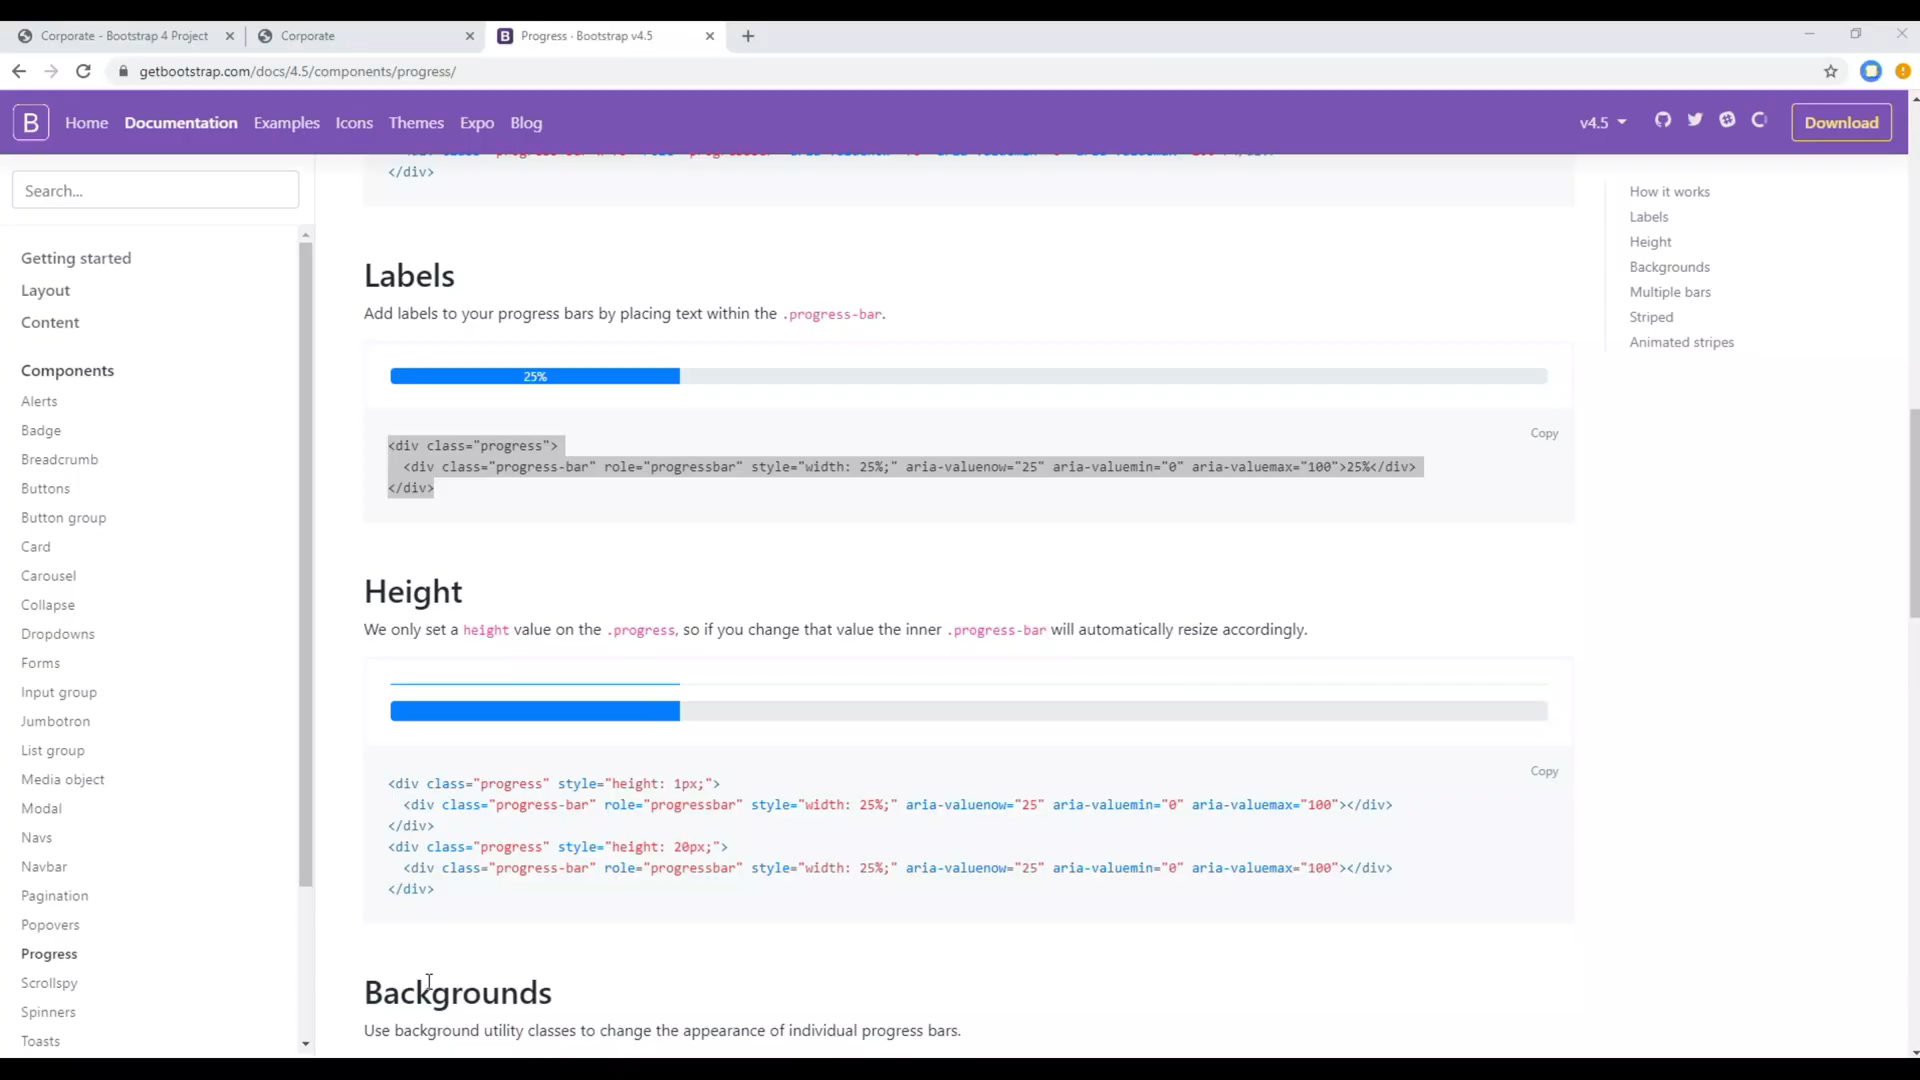 Corporate - Bootstrap 4 Project
Corporate
B Progress · Bootstrap v4.5
getbootstrap.com/docs/4.5/components/progress/
B Home Documentation Examples Icons Themes Expo Blog v4.5 Download
Search...
Getting started
Layout
Content
Components
Alerts
Badge
Breadcrumb
Buttons
Button group
Card
Carousel
Collapse
Dropdowns
Forms
Input group
Jumbotron
List group
Media object
Modal
Navs
Navbar
Pagination
Popovers
Progress
Scrollspy
Spinners
Toasts
</div>
Labels
Add labels to your progress bars by placing text within the .progress-bar.
25%
Copy
<div class="progress">
<div class="progress-bar" role="progressbar" style="width: 25%;" aria-valuenow="25" aria-valuemin="0" aria-valuemax="100">25%</div>
</div>
Height
We only set a height value on the .progress, so if you change that value the inner .progress-bar will automatically resize accordingly.
Copy
<div class="progress" style="height: 1px;">
<div class="progress-bar" role="progressbar" style="width: 25%;" aria-valuenow="25" aria-valuemin="0" aria-valuemax="100"></div>
</div>
<div class="progress" style="height: 20px;">
<div class="progress-bar" role="progressbar" style="width: 25%;" aria-valuenow="25" aria-valuemin="0" aria-valuemax="100"></div>
</div>
Backgrounds
Use background utility classes to change the appearance of individual progress bars.
How it works
Labels
Height
Backgrounds
Multiple bars
Striped
Animated stripes